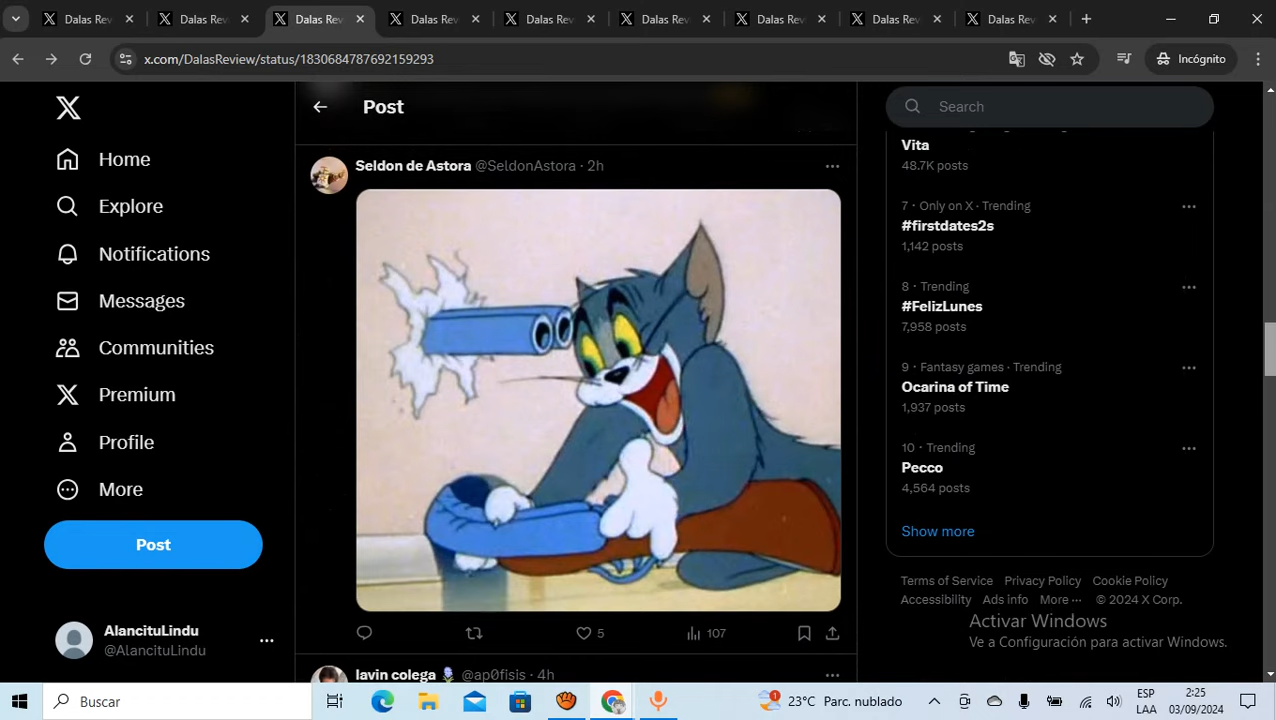 Dalas Rev
Dalas Rev
Dalas Rev
Dalas Rev
Dalas Rev
Dalas Rev
Dalas Rev
Dalas Rev
Dalas Rev
x.com/DalasReview/status/1830684787692159293
Incógnito
Home
Explore
Notifications
Messages
Communities
Premium
Profile
More
Post
AlancituLindu
@AlancituLindu
Post
Seldon de Astora @SeldonAstora · 2h
5
107
lavin colega @ap0fisis · 4h
Search
Vita
48.7K posts
7 · Only on X · Trending
#firstdates2s
1,142 posts
8 · Trending
#FelizLunes
7,958 posts
9 · Fantasy games · Trending
Ocarina of Time
1,937 posts
10 · Trending
Pecco
4,564 posts
Show more
Terms of Service Privacy Policy Cookie Policy
Accessibility Ads info More ··· © 2024 X Corp.
Activar Windows
Ve a Configuración para activar Windows.
Buscar
1
23°C Parc. nublado
ESP
LAA
2:25
03/09/2024